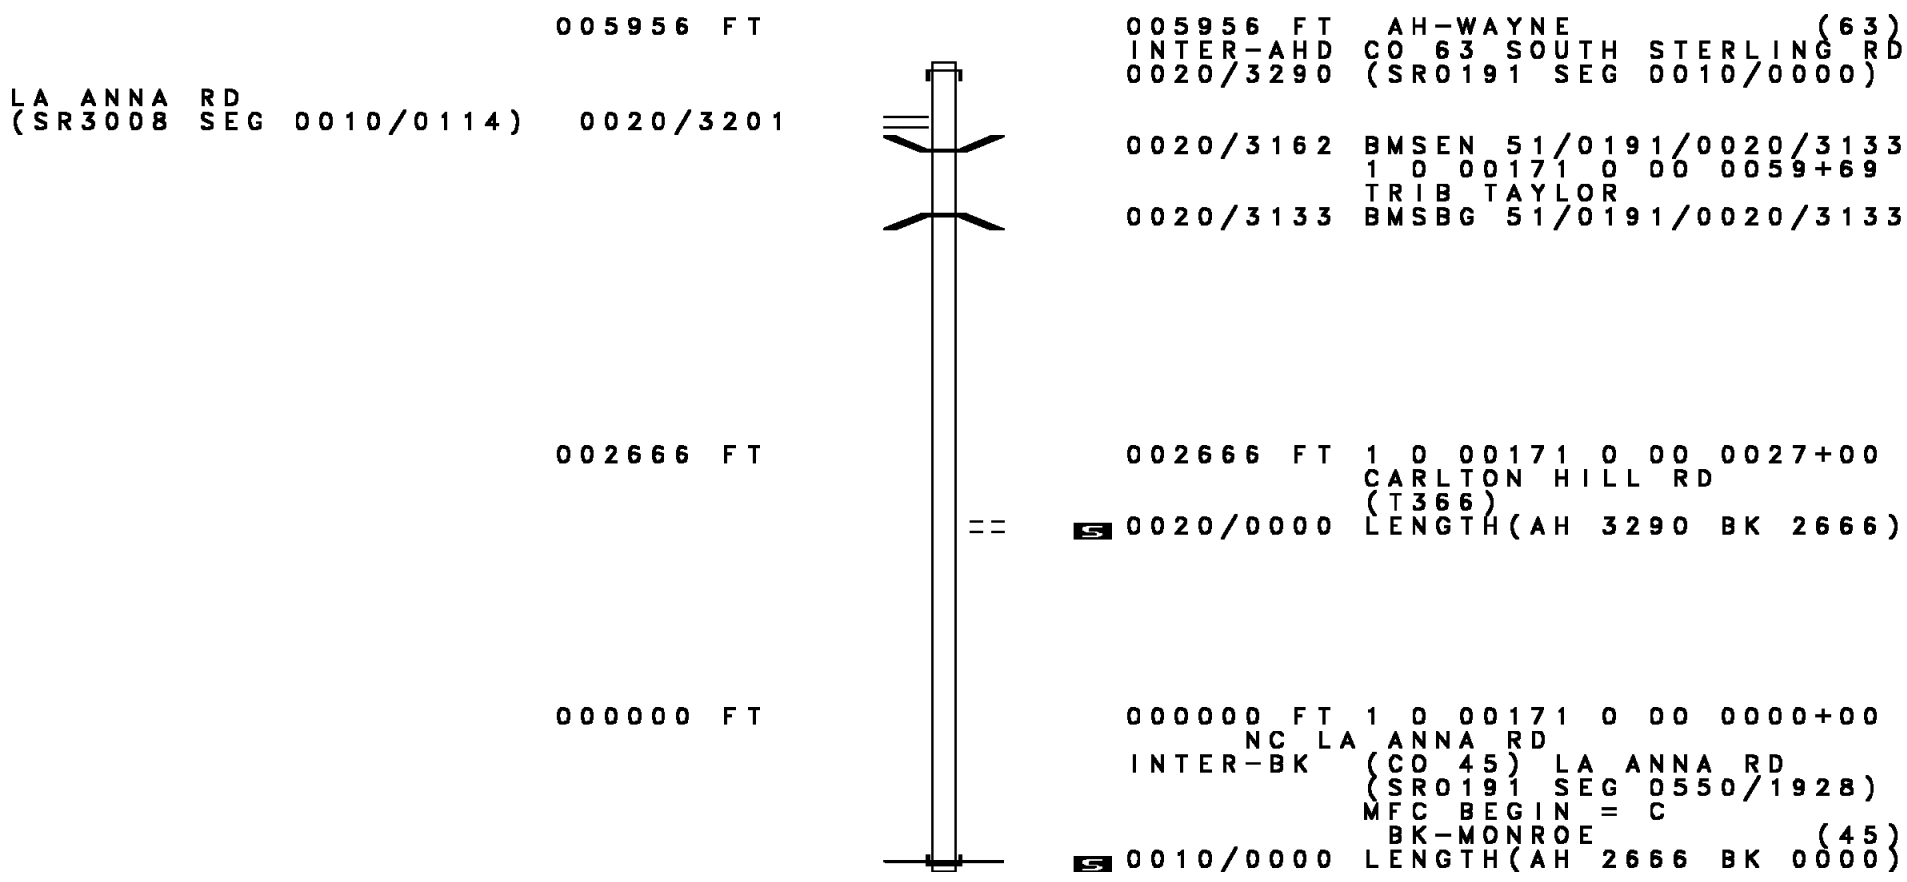 005956 FT 005956 FT AH-WAYNE (63)
INTER-AHD CO 63 SOUTH STERLING RD
0020/3290 (SR0191 SEG 0010/0000)
LA ANNA RD
(SR3008 SEG 0010/0114) 0020/3201
0020/3162 BMSEN 51/0191/0020/3133
1 0 00171 0 00 0059+69
TRIB TAYLOR
0020/3133 BMSBG 51/0191/0020/3133
002666 FT 002666 FT 1 0 00171 0 00 0027+00
CARLTON HILL RD
(T366)
S 0020/0000 LENGTH(AH 3290 BK 2666)
000000 FT 000000 FT 1 0 00171 0 00 0000+00
NC LA ANNA RD
INTER-BK (CO 45) LA ANNA RD
(SR0191 SEG 0550/1928)
MFC BEGIN = C
BK-MONROE (45)
S 0010/0000 LENGTH(AH 2666 BK 0000)